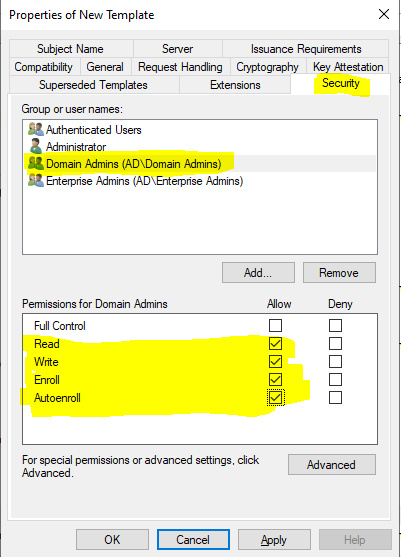 Properties of New Template
Subject Name Server Issuance Requirements
Compatibility General Request Handling Cryptography Key Attestation
Superseded Templates Extensions Security
Group or user names:
Authenticated Users
Administrator
Domain Admins (AD\Domain Admins)
Enterprise Admins (AD\Enterprise Admins)
Add... Remove
Permissions for Domain Admins Allow Deny
Full Control
Read
Write
Enroll
Autoenroll
For special permissions or advanced settings, click
Advanced.
Advanced
OK Cancel Apply Help